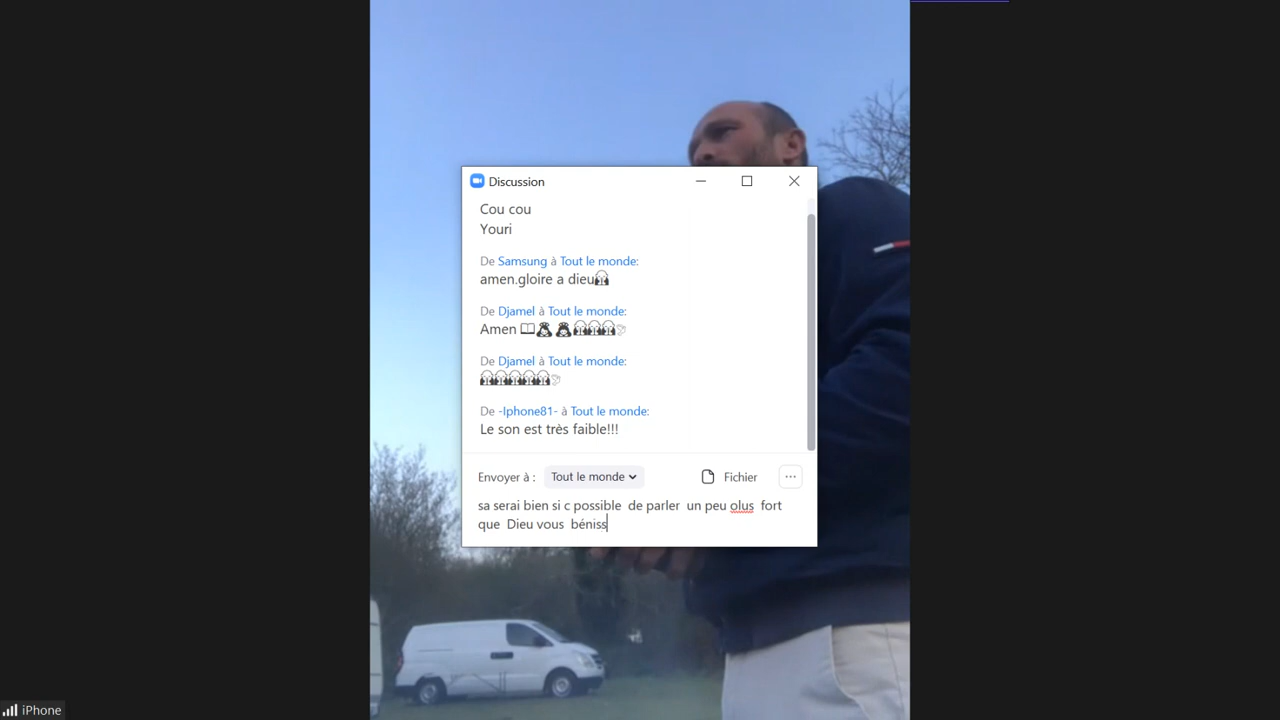 Discussion
Cou cou
Youri
De Samsung à Tout le monde:
amen.gloire a dieu
De Djamel à Tout le monde:
Amen
De Djamel à Tout le monde:
De -Iphone81- à Tout le monde:
Le son est très faible!!!
Envoyer à : Tout le monde Fichier ...
sa serai bien si c possible de parler un peu olus fort
que Dieu vous béniss
iPhone